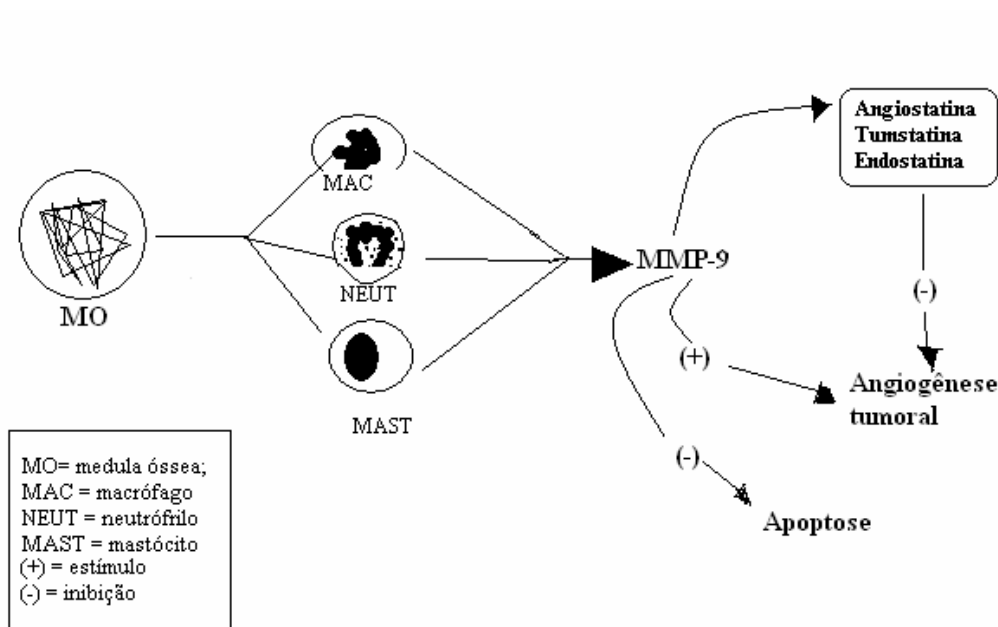 Angiostatina
Tumstatina
Endostatina
MAC
MMP-9
NEUT
(-)
MO
(+)
Angiogênese
tumoral
MAST
(-)
Apoptose
MO= medula óssea;
MAC = macrófago
NEUT = neutrófrilo
MAST = mastócito
(+) = estímulo
(-) = inibição